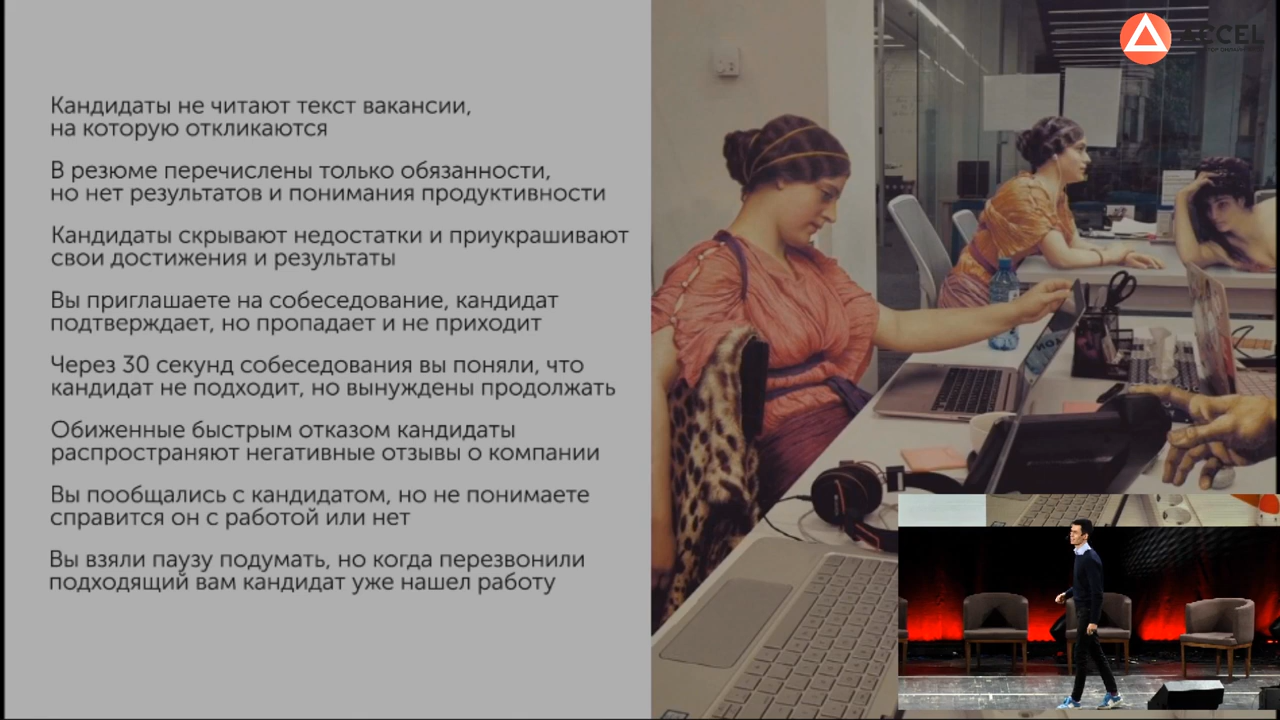 Кандидаты не читают текст вакансии,
на которую откликаются
В резюме перечислены только обязанности,
но нет результатов и понимания продуктивности
Кандидаты скрывают недостатки и приукрашивают
свои достижения и результаты
Вы приглашаете на собеседование, кандидат
подтверждает, но пропадает и не приходит
Через 30 секунд собеседования вы поняли, что
кандидат не подходит, но вынуждены продолжать
Обиженные быстрым отказом кандидаты
распространяют негативные отзывы о компании
Вы пообщались с кандидатом, но не понимаете
справится он с работой или нет
Вы взяли паузу подумать, но когда перезвонили
подходящий вам кандидат уже нашел работу
ACCEL